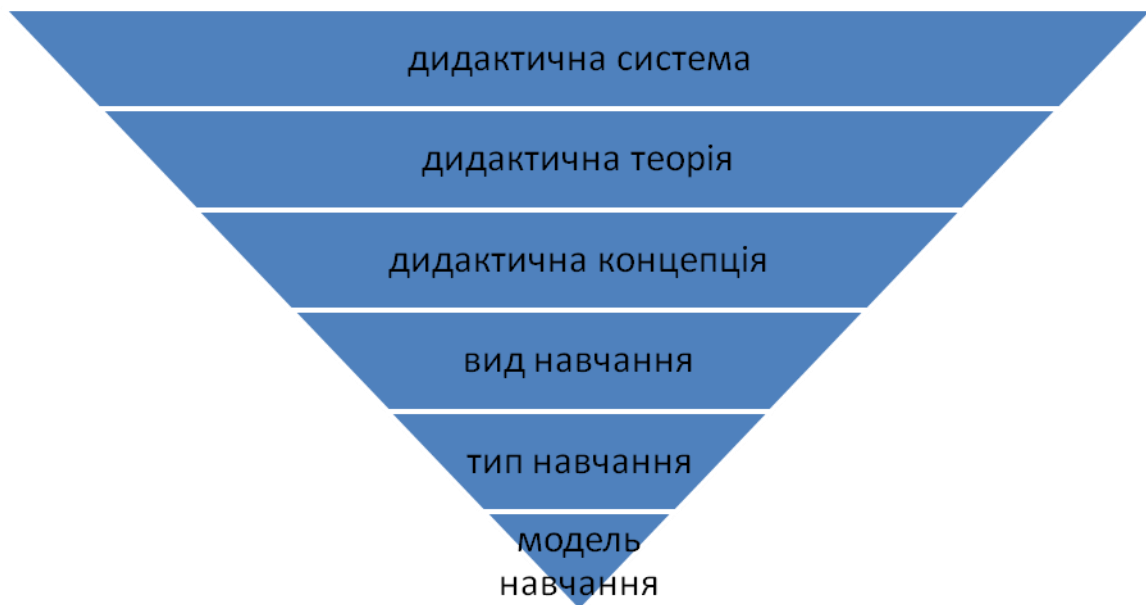 дидактична система
дидактична теорія
дидактична концепція
вид навчання
тип навчання
модель
навчання